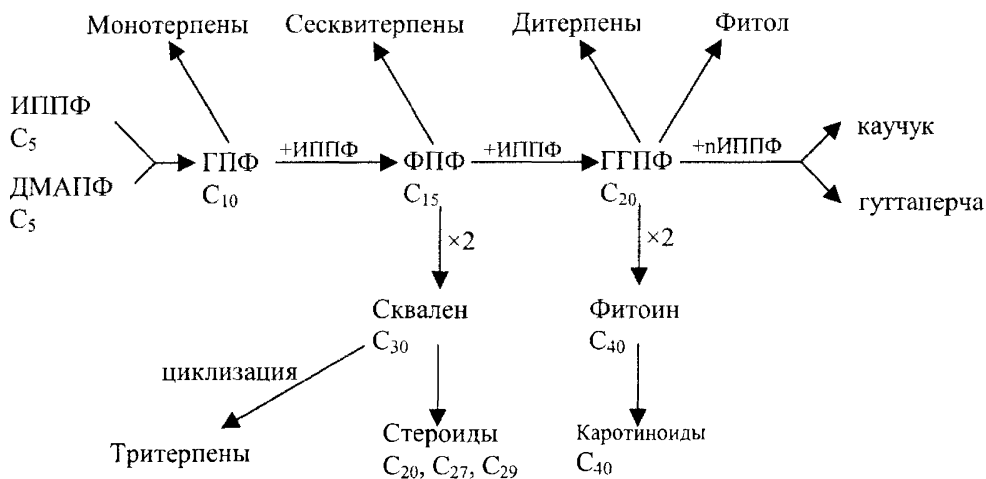 Монотерпены
Сесквитерпены
Дитерпены
Фитол
ИППФ
C₅
ДМАПФ
C₅
ГПФ
C₁₀
+ИППФ
ФПФ
C₁₅
+ИППФ
ГГПФ
C₂₀
+nИППФ
каучук
гуттаперча
×2
×2
Сквален
C₃₀
Фитоин
C₄₀
циклизация
Тритерпены
Стероиды
C₂₀, C₂₇, C₂₉
Каротиноиды
C₄₀